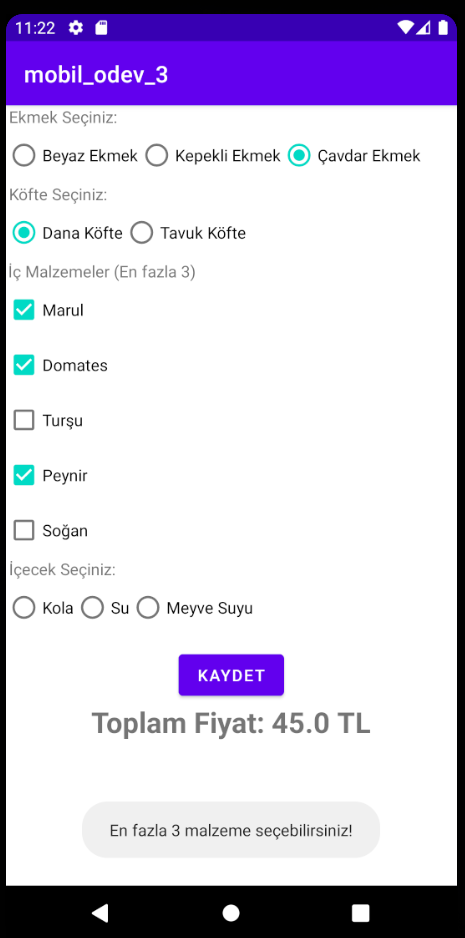 11:22
mobil_odev_3
Ekmek Seçiniz:
Beyaz Ekmek Kepekli Ekmek Çavdar Ekmek
Köfte Seçiniz:
Dana Köfte Tavuk Köfte
İç Malzemeler (En fazla 3)
Marul
Domates
Turşu
Peynir
Soğan
İçecek Seçiniz:
Kola Su Meyve Suyu
KAYDET
Toplam Fiyat: 45.0 TL
En fazla 3 malzeme seçebilirsiniz!